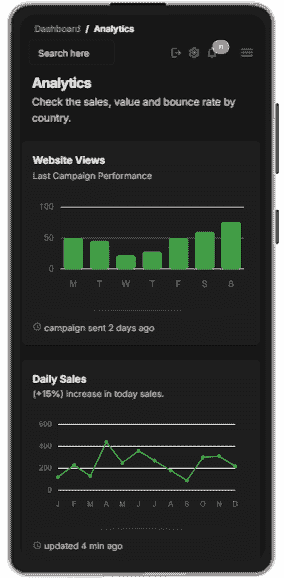 Dashboard / Analytics
Search here
Analytics
Check the sales, value and bounce rate by
country.
Website Views
Last Campaign Performance
100
50
0
M T W T F S S
campaign sent 2 days ago
Daily Sales
(+15%) increase in today sales.
600
400
200
0
J F M A M J J A S O N D
updated 4 min ago